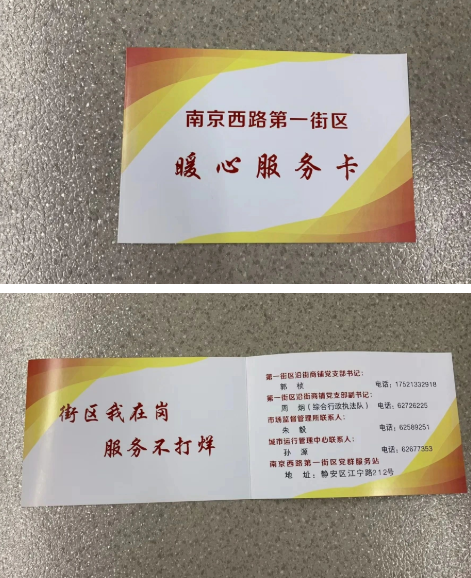 南京西路第一街区
暖心服务卡
街区我在岗
服务不打烊
第一街区沿街商铺党支部书记：
郭 桢 电话：17521332918
第一街区沿街商铺党支部副书记：
周 炳（综合行政执法队） 电话：62726225
市场监督管理所联系人：
朱 毅 电话：62589251
城市运行管理中心联系人：
孙 源 电话：62677353
南京西路第一街区党群服务站
地 址：静安区江宁路212号